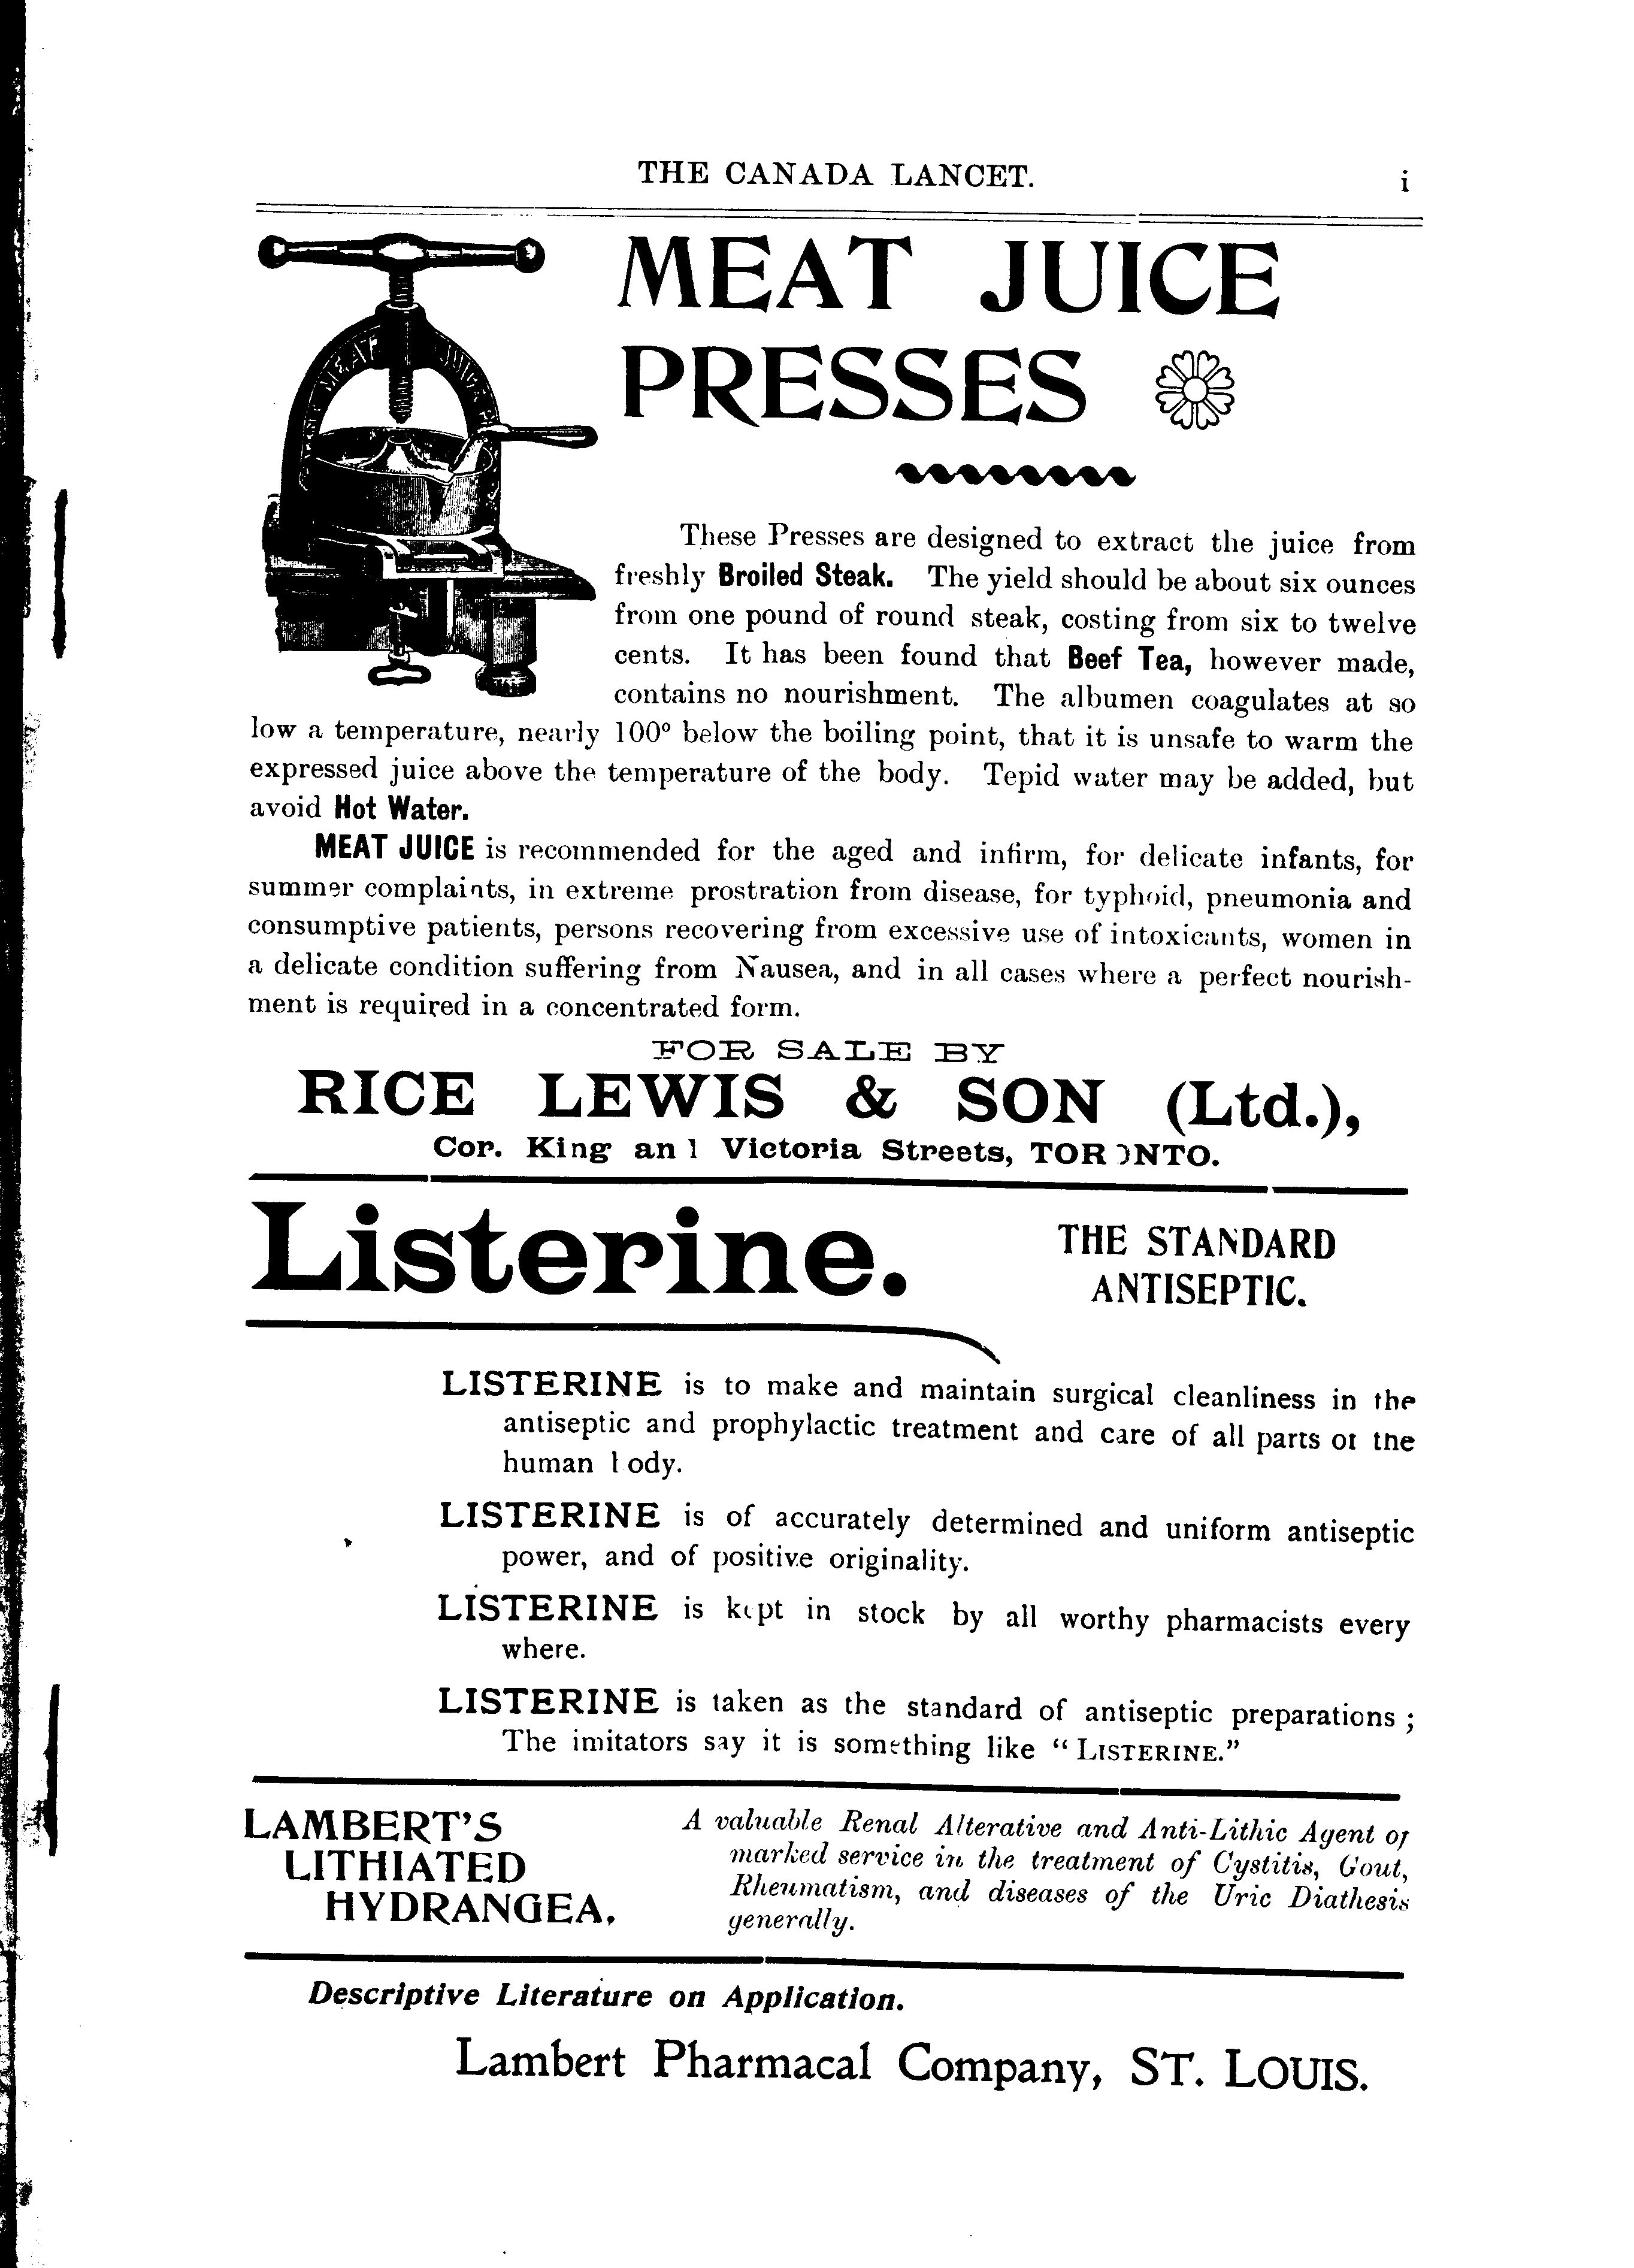 THE CANADA LANCET.
i
MEAT JUICE
PRESSES
These Presses are designed to extract the juice from
freshly Broiled Steak. The yield should be about six ounces
from one pound of round steak, costing from six to twelve
cents. It has been found that Beef Tea, however made,
contains no nourishment. The albumen coagulates at so
low a temperature, nearly 100° below the boiling point, that it is unsafe to warm the
expressed juice above the temperature of the body. Tepid water may be added, but
avoid Hot Water.
MEAT JUICE is recommended for the aged and infirm, for delicate infants, for
summer complaints, in extreme prostration from disease, for typhoid, pneumonia and
consumptive patients, persons recovering from excessive use of intoxicants, women in
a delicate condition suffering from Nausea, and in all cases where a perfect nourish-
ment is required in a concentrated form.
FOR SALE BY
RICE LEWIS & SON (Ltd.),
Cor. King and Victoria Streets, TORONTO.
Listerine.
THE STANDARD
ANTISEPTIC.
LISTERINE is to make and maintain surgical cleanliness in the
antiseptic and prophylactic treatment and care of all parts of the
human body.
LISTERINE is of accurately determined and uniform antiseptic
power, and of positive originality.
LISTERINE is kept in stock by all worthy pharmacists every
where.
LISTERINE is taken as the standard of antiseptic preparations ;
The imitators say it is something like “ LISTERINE.”
LAMBERT’S
LITHIATED
HYDRANGEA.
A valuable Renal Alterative and Anti-Lithic Agent of
marked service in the treatment of Cystitis, Gout,
Rheumatism, and diseases of the Uric Diathesis
generally.
Descriptive Literature on Application.
Lambert Pharmacal Company, ST. LOUIS.